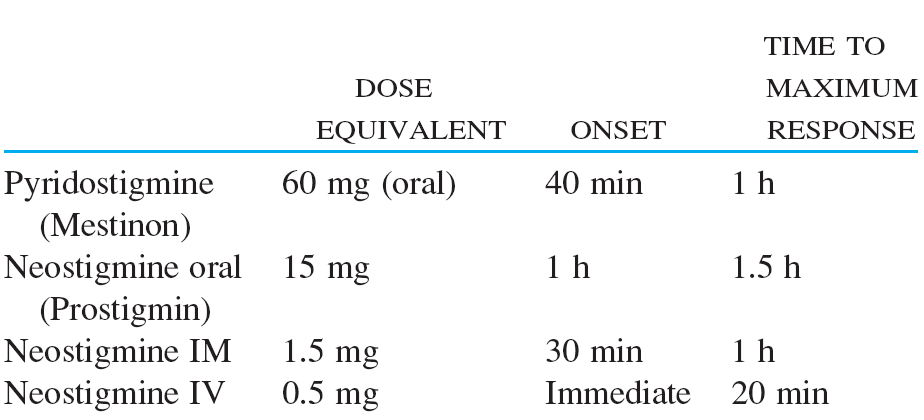 TIME TO
DOSE MAXIMUM
EQUIVALENT ONSET RESPONSE
Pyridostigmine 60 mg (oral) 40 min 1 h
(Mestinon)
Neostigmine oral 15 mg 1 h 1.5 h
(Prostigmin)
Neostigmine IM 1.5 mg 30 min 1 h
Neostigmine IV 0.5 mg Immediate 20 min